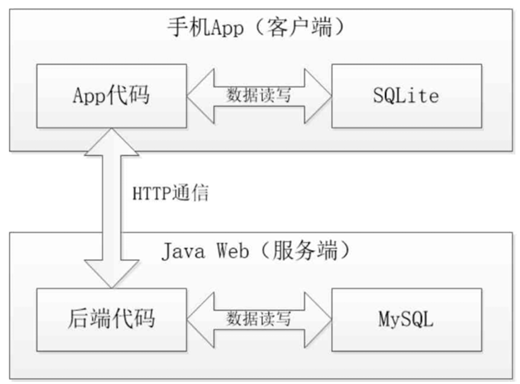 手机App（客户端）
App代码
数据读写
SQLite
HTTP通信
Java Web（服务端）
后端代码
数据读写
MySQL